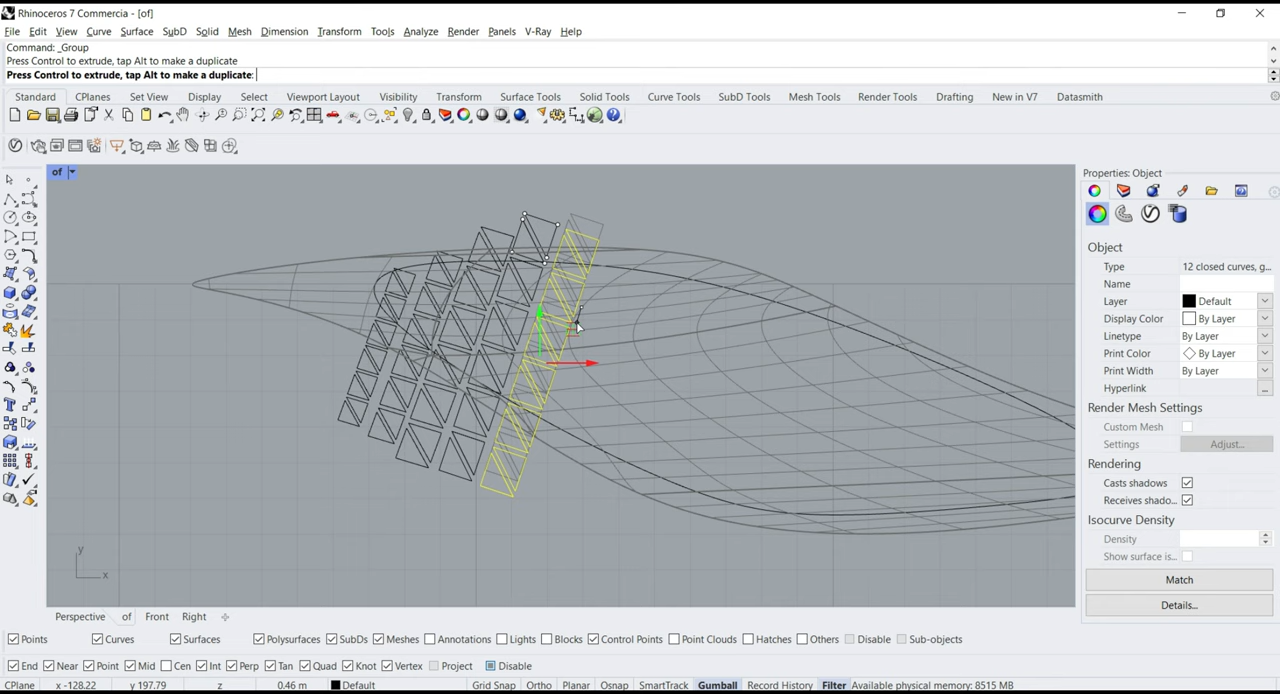 Rhinoceros 7 Commercia - [of]
File Edit View Curve Surface SubD Solid Mesh Dimension Transform Tools Analyze Render Panels V-Ray Help
Command: _Group
Press Control to extrude, tap Alt to make a duplicate
Press Control to extrude, tap Alt to make a duplicate:
Standard CPlanes Set View Display Select Viewport Layout Visibility Transform Curve Tools Surface Tools Solid Tools SubD Tools Mesh Tools Render Tools Drafting New in V7 Datasmith
of
Properties: Object
Object
Type 12 closed curves, g...
Name
Layer Default
Display Color By Layer
Linetype By Layer
Print Color By Layer
Print Width By Layer
Hyperlink ...
Render Mesh Settings
Custom Mesh
Settings Adjust...
Rendering
Casts shadows
Receives shado...
Isocurve Density
Density
Show surface is...
Match
Details...
y
x
Perspective of Front Right
Points Curves Surfaces Polysurfaces SubDs Meshes Annotations Lights Blocks Control Points Point Clouds Hatches Others Disable Sub-objects
End Near Point Mid Cen Int Perp Tan Quad Knot Vertex Project Disable
CPlane x -128.22 y 197.79 z 0.46 m Default Grid Snap Ortho Planar Osnap SmartTrack Gumball Record History Filter Available physical memory: 8515 MB